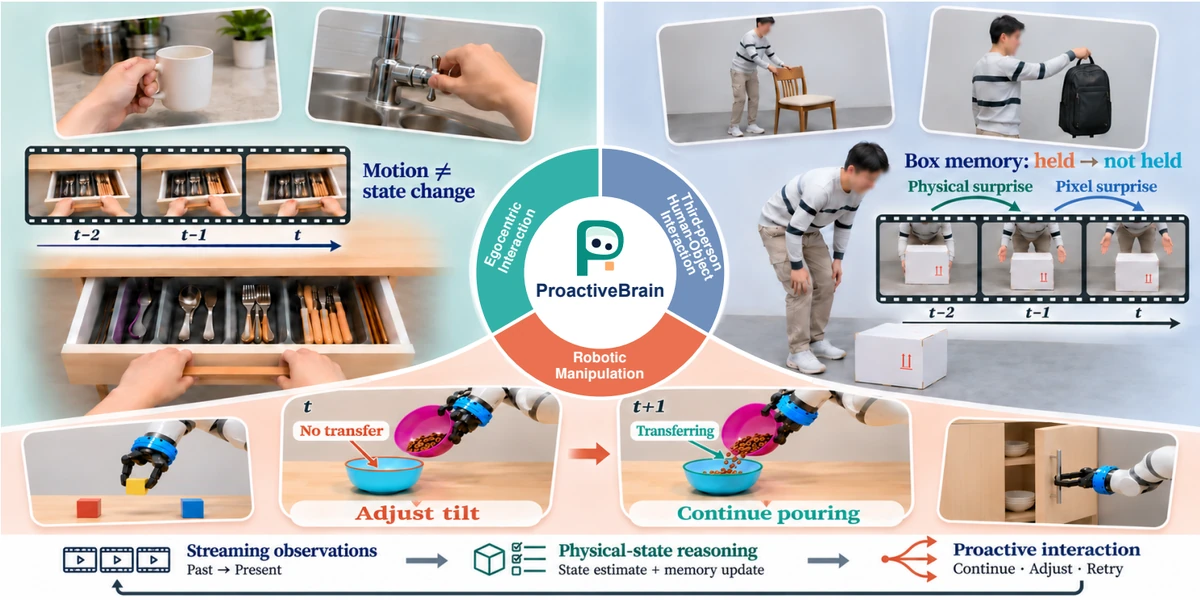 Motion ≠
state change
t–2
t–1
t
Egocentric
Interaction
Third-person
Human-Object
Interaction
ProactiveBrain
Robotic
Manipulation
Box memory: held → not held
Physical surprise
Pixel surprise
t–2
t–1
t
t
No transfer
Adjust tilt
t+1
Transferring
Continue pouring
Streaming observations
Past → Present
Physical-state reasoning
State estimate + memory update
Proactive interaction
Continue · Adjust · Retry